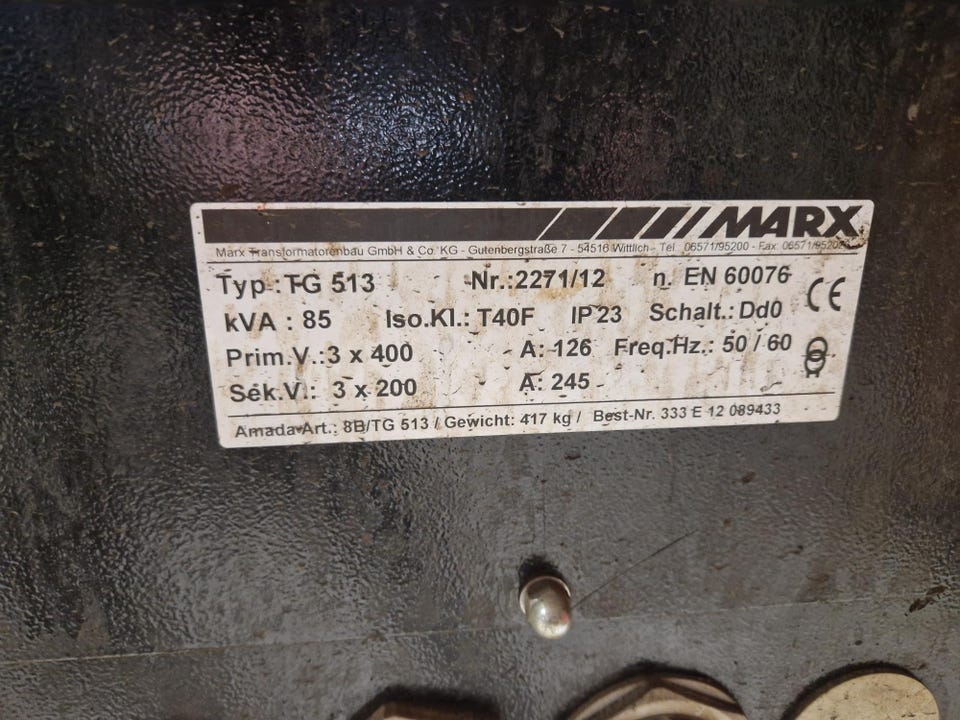 MARX
Marx Transformatorenbau GmbH & Co. KG - Gutenbergstraße 7 - 54516 Wittlich - Tel. 06571/95200 - Fax:
Typ.: TG 513 Nr.:2271/12 n. EN 60076
kVA : 85 Iso.Kl.: T40F IP 23 Schalt.: Dd0 CE
Prim.V.:3 x 400 A: 126 Freq.Hz.: 50 / 60
Sek.V.: 3 x 200 A: 245
Amada-Art.: 8B/TG 513 / Gewicht: 417 kg / Best-Nr. 333 E 12 089433